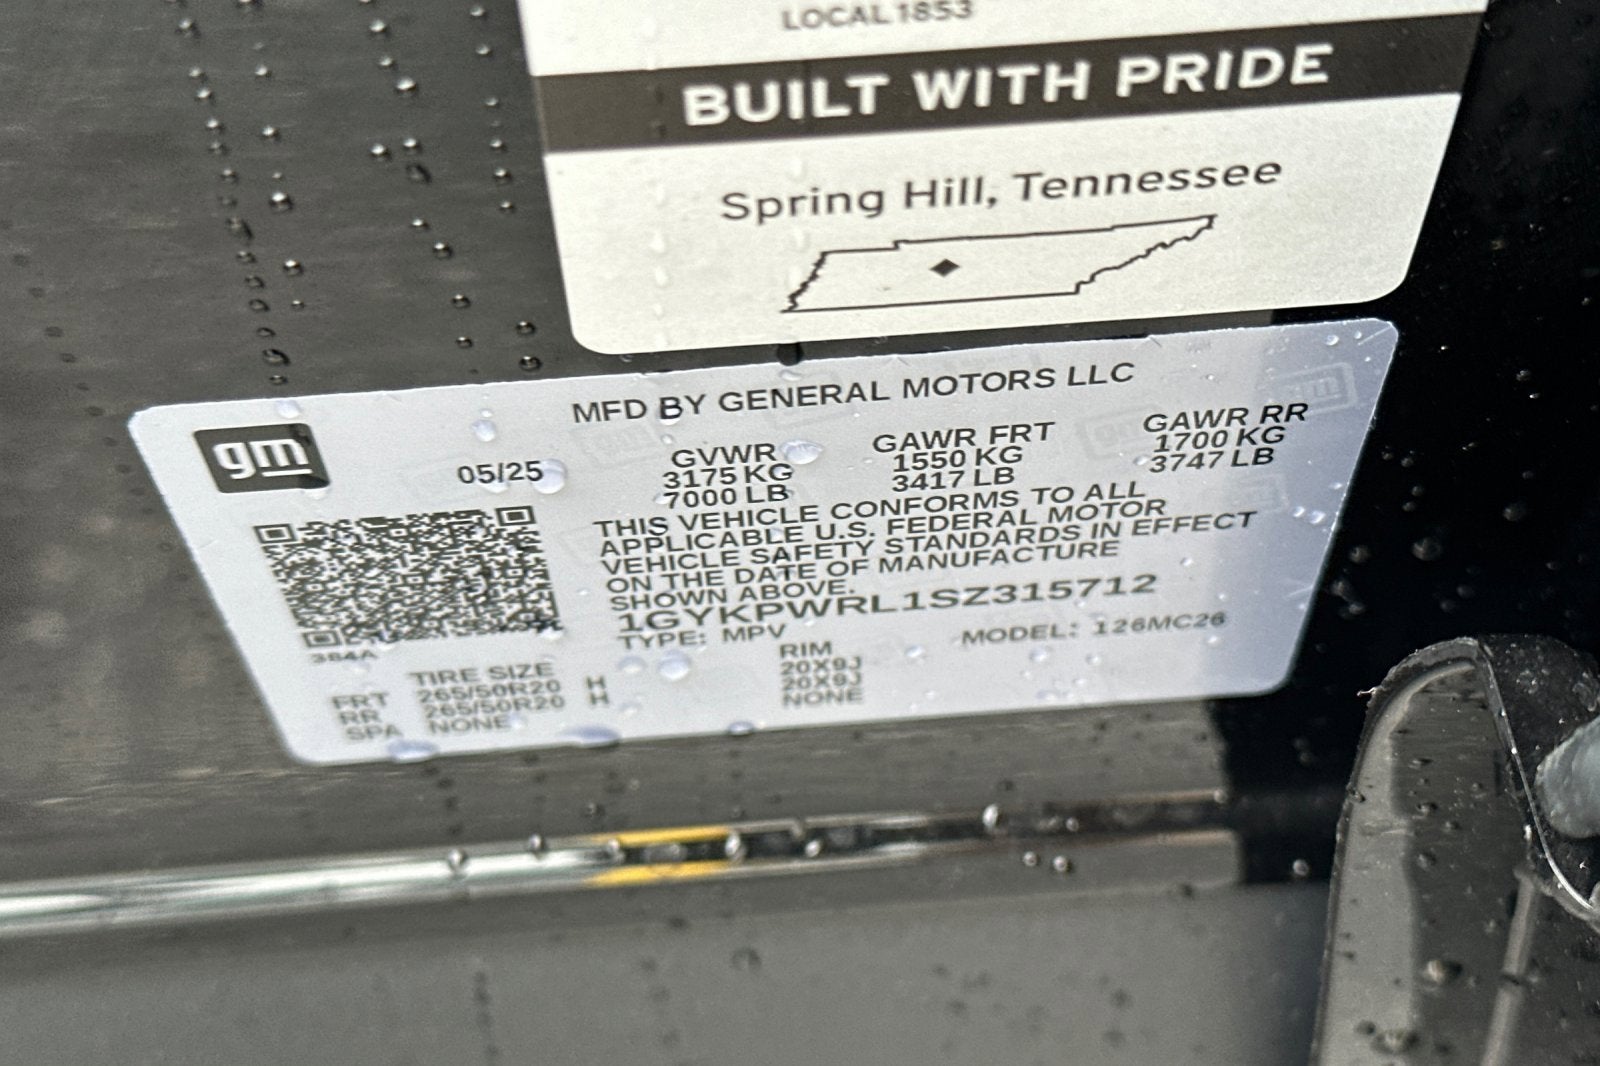 LOCAL 1853
BUILT WITH PRIDE
Spring Hill, Tennessee
MFD BY GENERAL MOTORS LLC
gm
05/25
GVWR
3175 KG
7000 LB
GAWR FRT
1550 KG
3417 LB
GAWR RR
1700 KG
3747 LB
THIS VEHICLE CONFORMS TO ALL
APPLICABLE U.S. FEDERAL MOTOR
VEHICLE SAFETY STANDARDS IN EFFECT
ON THE DATE OF MANUFACTURE
SHOWN ABOVE.
1GYKPWRL1SZ315712
TYPE: MPV
MODEL: 126MC26
384A
TIRE SIZE
RIM
FRT 265/50R20 H 20X9J
RR 265/50R20 H 20X9J
SPA NONE NONE